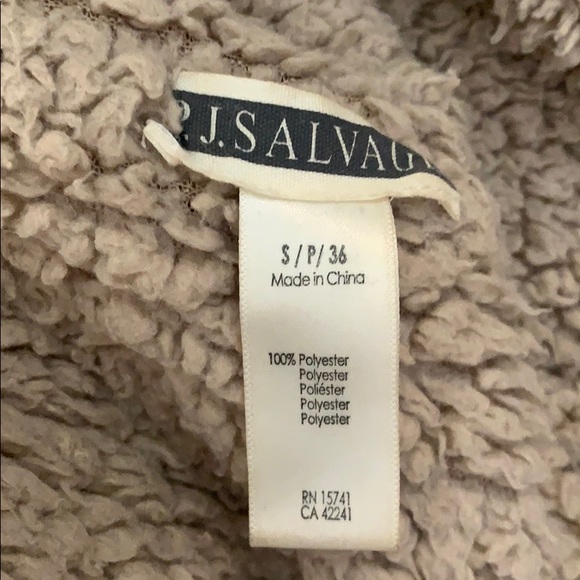 P.J.SALVAG
S / P / 36
Made in China
100% Polyester
Polyester
Poliéster
Polyester
Polyester
RN 15741
CA 42241